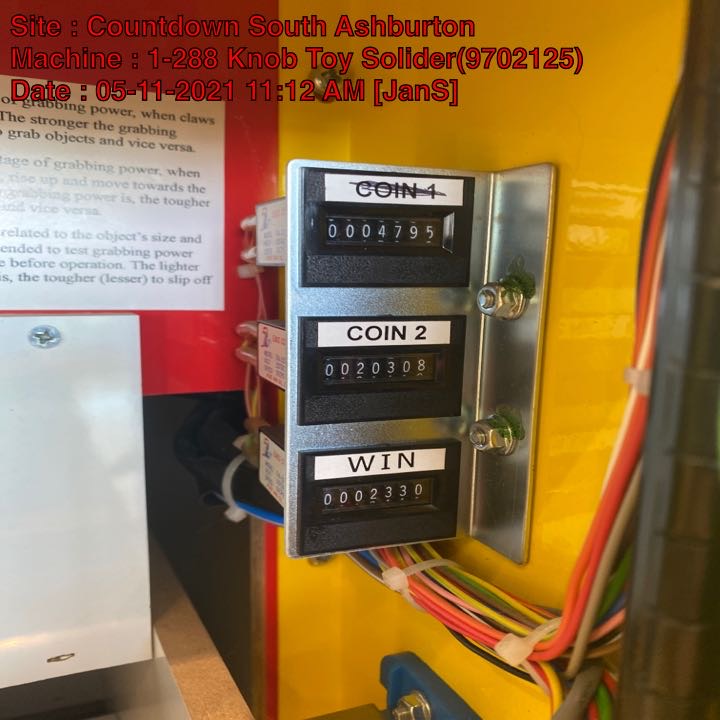 Site : Countdown South Ashburton
Machine : 1-288 Knob Toy Solider(9702125)
Date : 05-11-2021 11:12 AM [JanS]
of grabbing power, when claws
The stronger the grabbing
grab objects and vice versa.
tage of grabbing power, when
rise up and move towards the
grabbing power is, the tougher
and vice versa.
related to the object's size and
ended to test grabbing power
before operation. The lighter
is, the tougher (lesser) to slip off
COIN 1
0004795
COIN 2
0020308
WIN
0002330